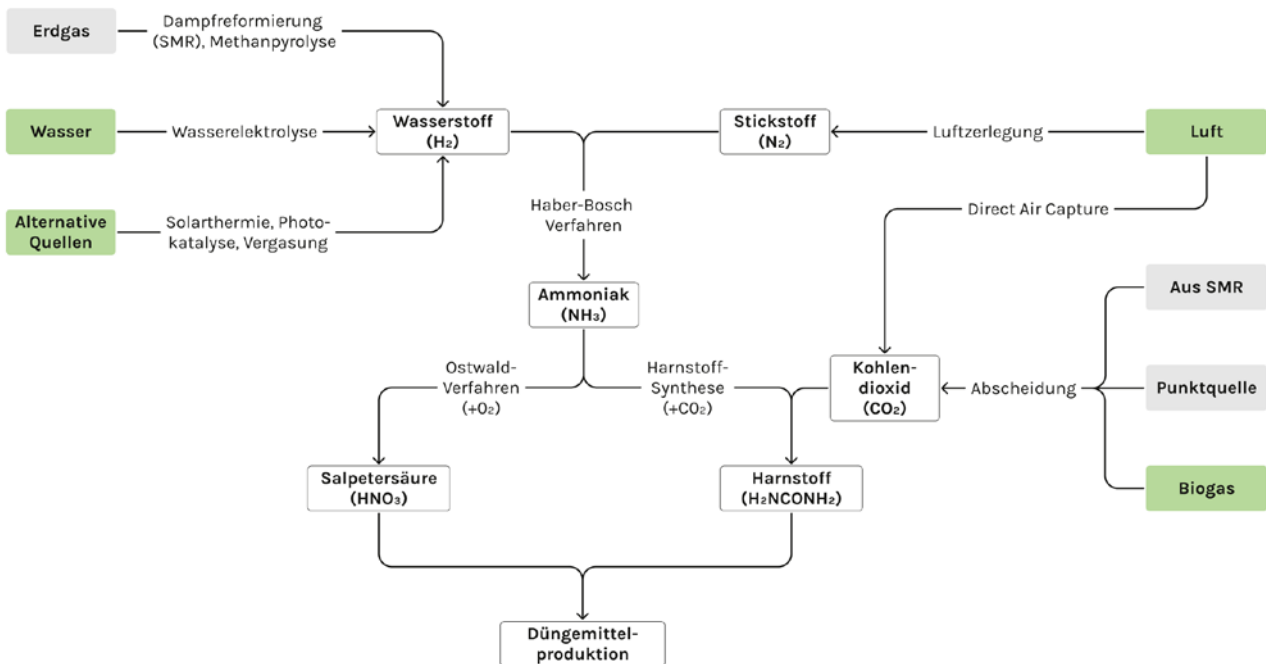 Erdgas
Dampfreformierung
(SMR), Methanpyrolyse
Wasser
Wasserelektrolyse
Wasserstoff
(H₂)
Stickstoff
(N₂)
Luftzerlegung
Luft
Alternative
Quellen
Solarthermie, Photo-
katalyse, Vergasung
Haber-Bosch
Verfahren
Direct Air Capture
Ammoniak
(NH₃)
Aus SMR
Ostwald-
Verfahren
(+O₂)
Harnstoff-
Synthese
(+CO₂)
Kohlen-
dioxid
(CO₂)
Abscheidung
Punktquelle
Salpetersäure
(HNO₃)
Harnstoff
(H₂NCONH₂)
Biogas
Düngemittel-
produktion